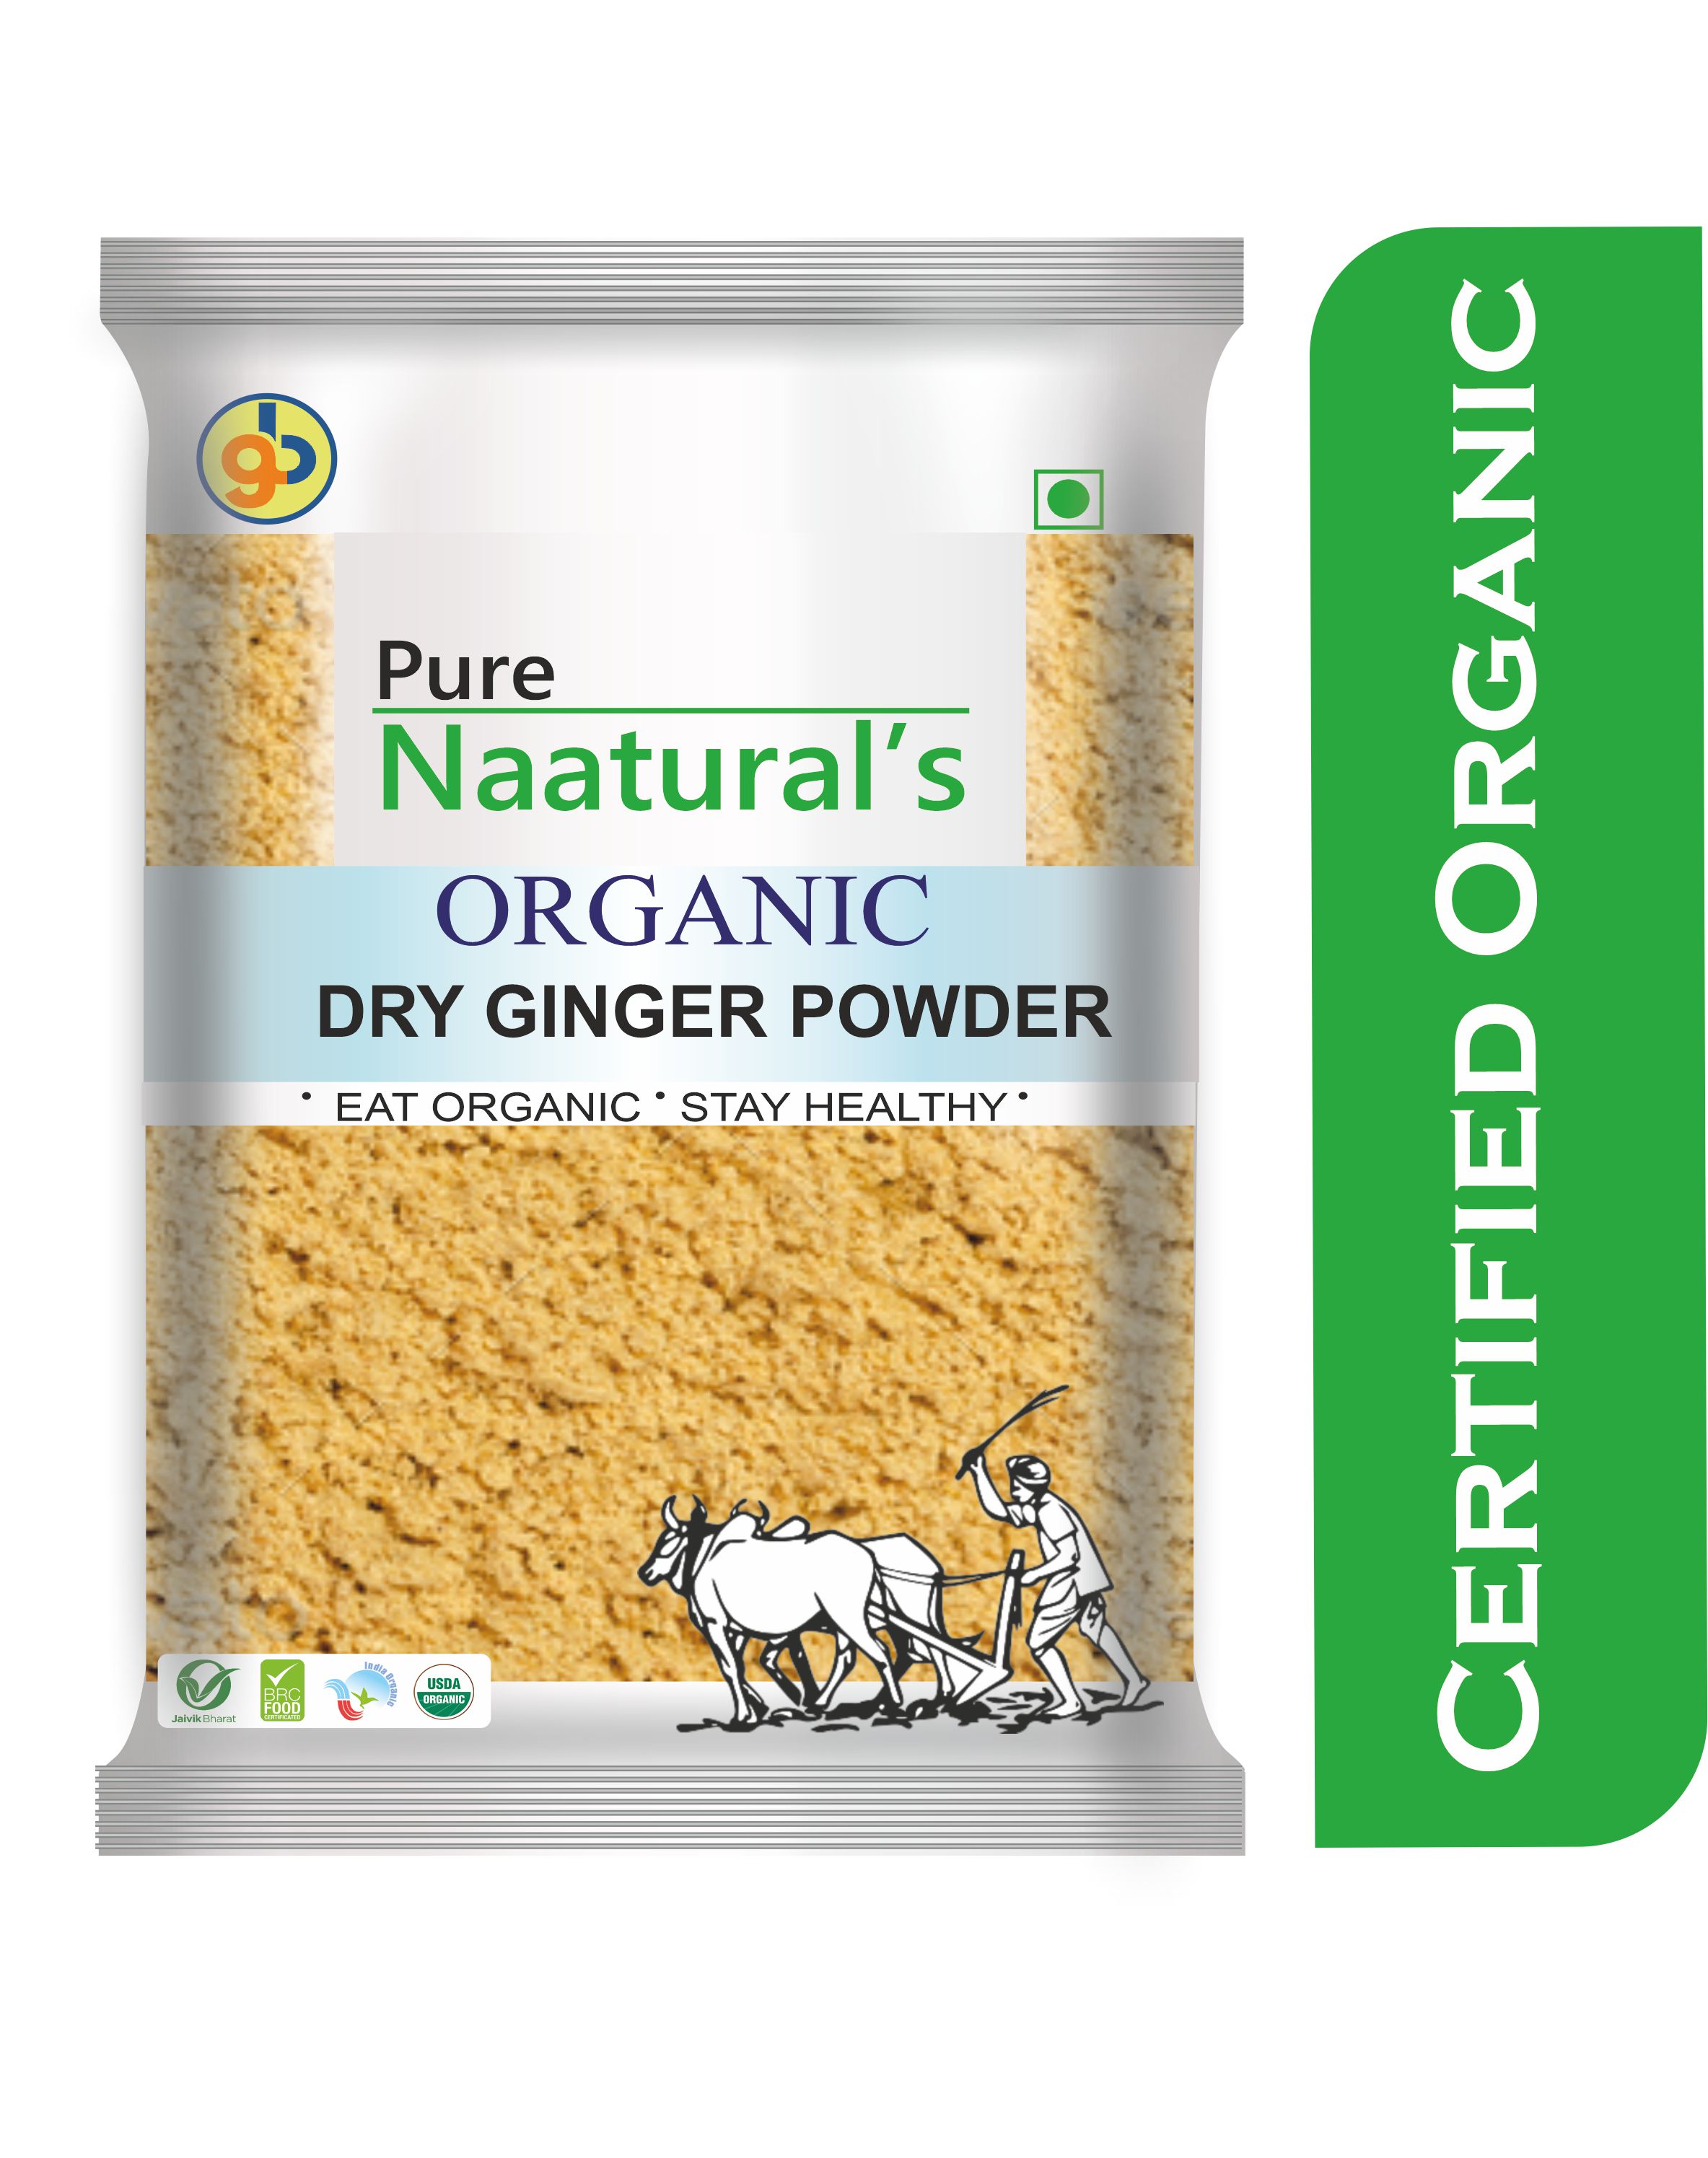 gb
Pure
Naatural's
ORGANIC
DRY GINGER POWDER
• EAT ORGANIC • STAY HEALTHY •
Jaivik Bharat
BRC
FOOD
CERTIFICATED
India Organic
USDA
ORGANIC
CERTIFIED ORGANIC